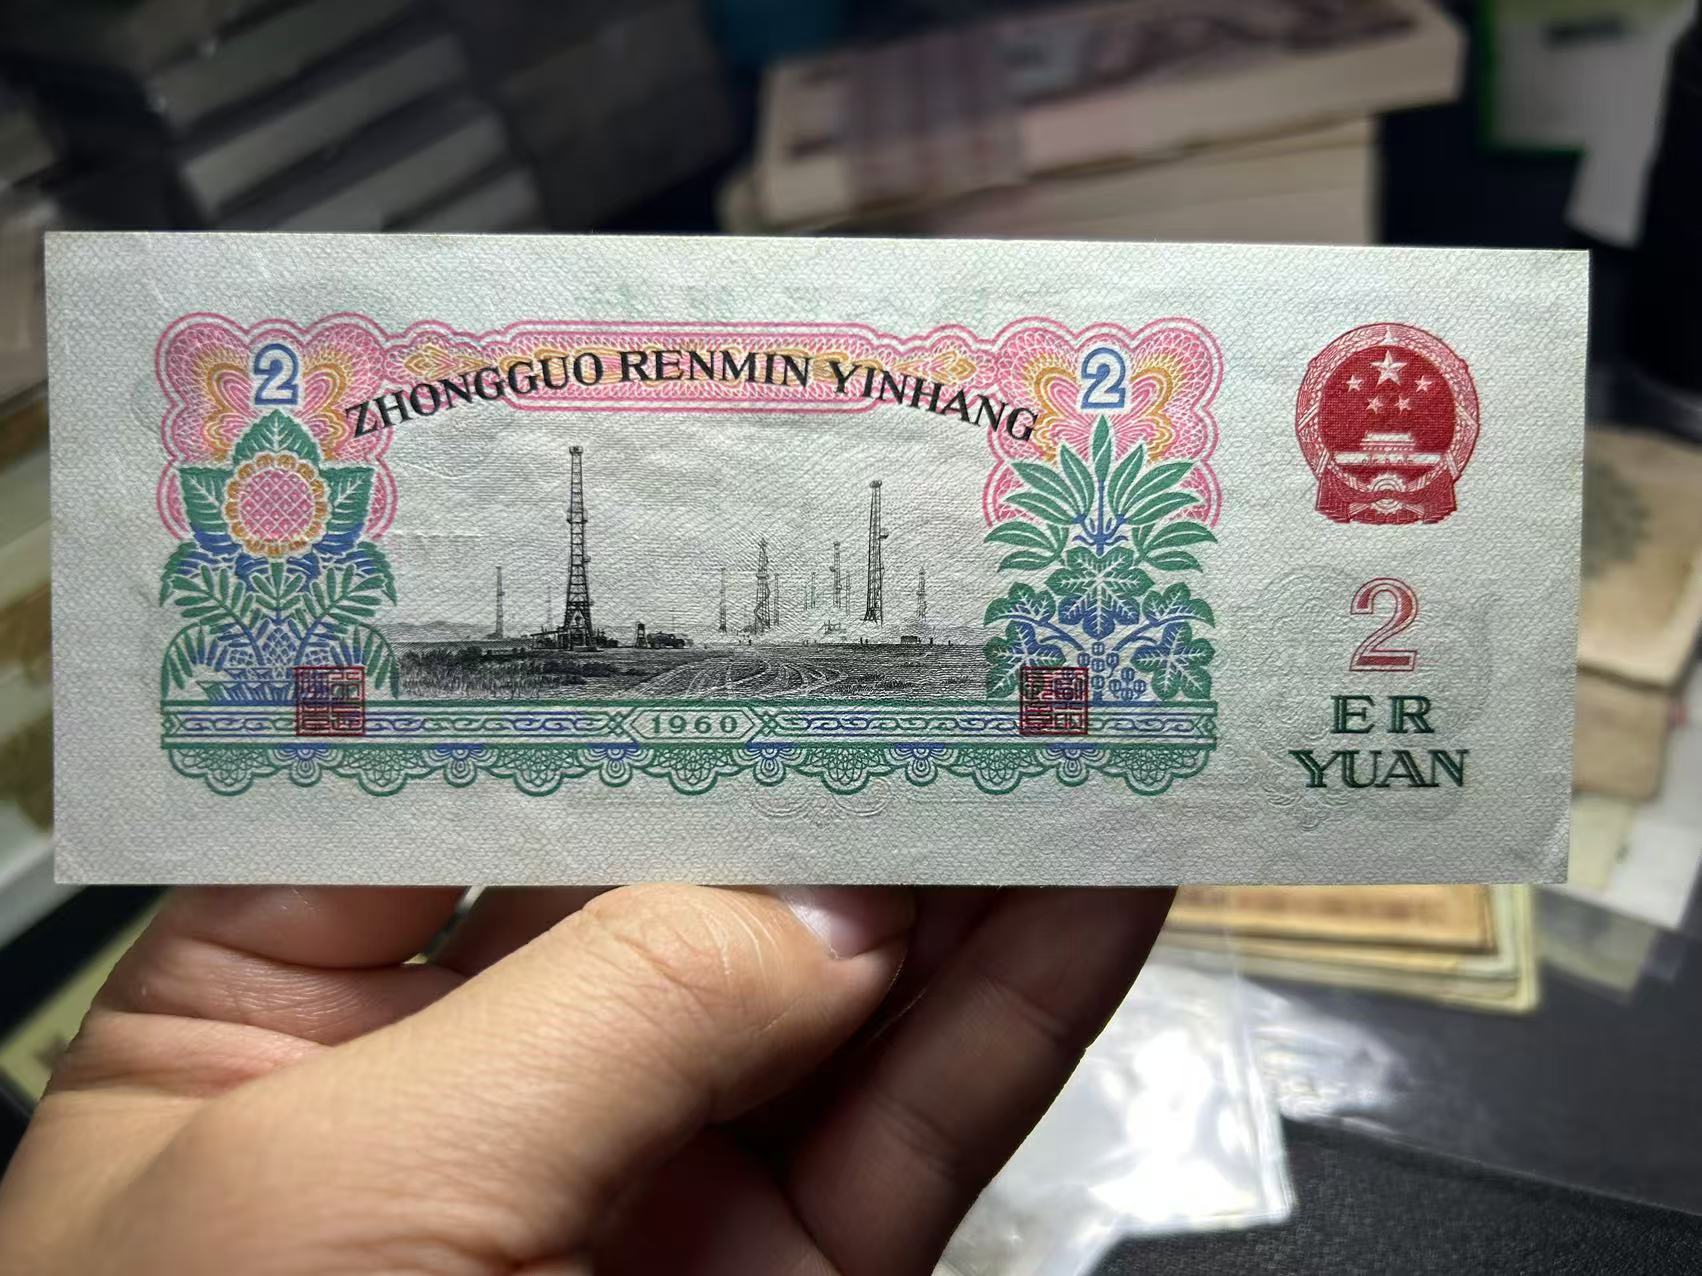 2
2
ZHONGGUO RENMIN YINHANG
1960
2
ER
YUAN